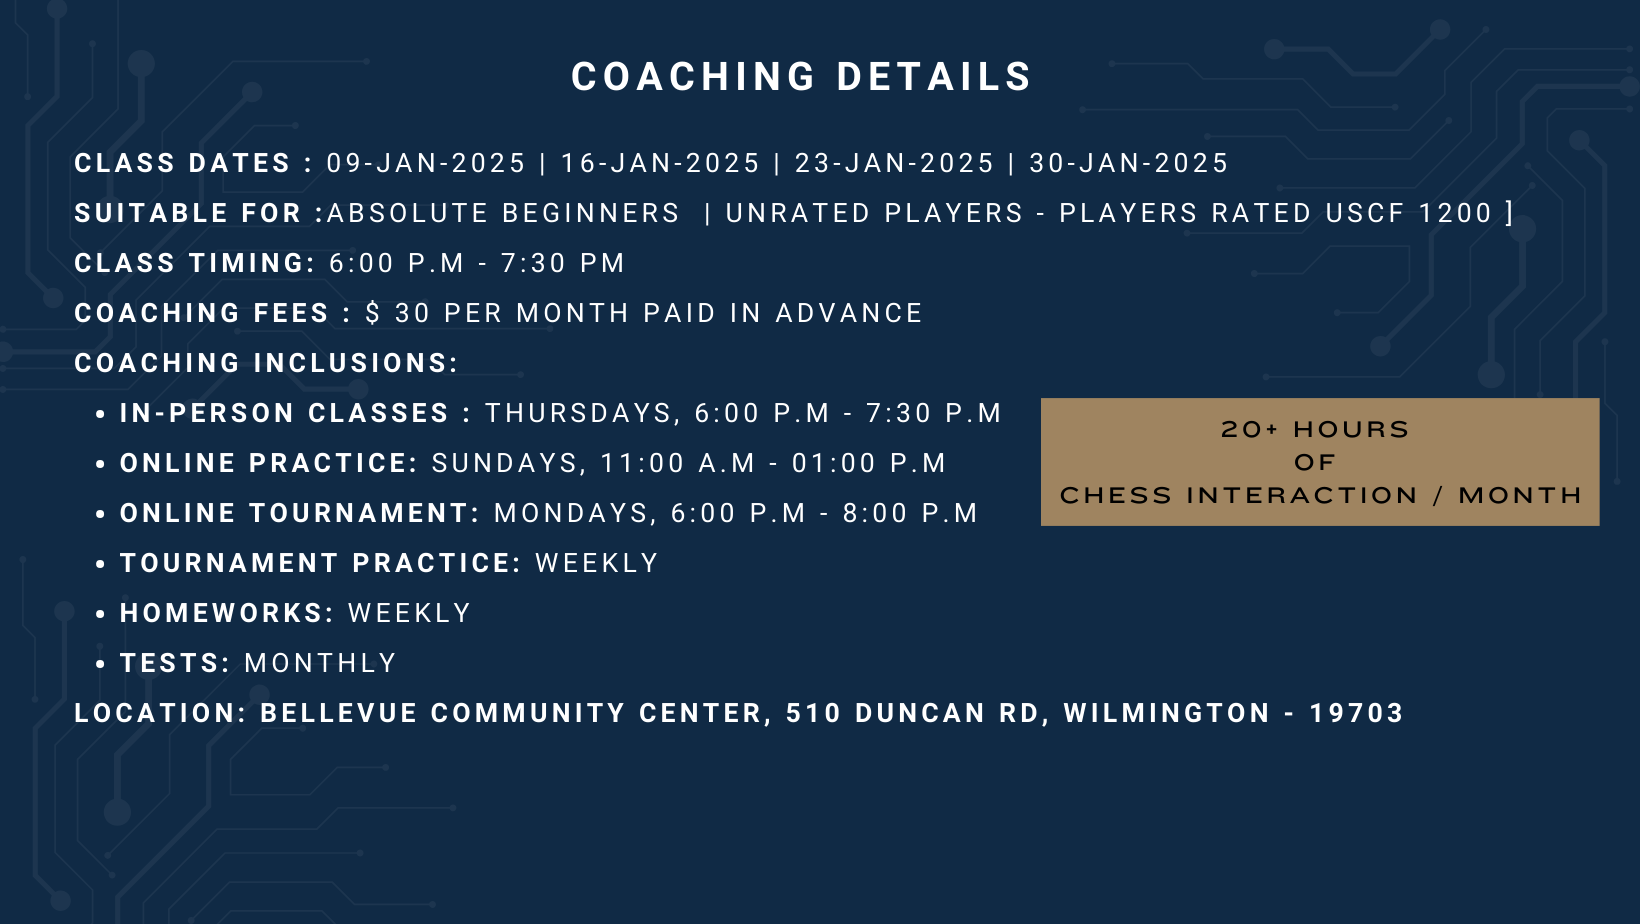 COACHING DETAILS
CLASS DATES : 09-JAN-2025 | 16-JAN-2025 | 23-JAN-2025 | 30-JAN-2025
SUITABLE FOR :ABSOLUTE BEGINNERS | UNRATED PLAYERS - PLAYERS RATED USCF 1200 ]
CLASS TIMING: 6:00 P.M - 7:30 PM
COACHING FEES : $ 30 PER MONTH PAID IN ADVANCE
COACHING INCLUSIONS:
• IN-PERSON CLASSES : THURSDAYS, 6:00 P.M - 7:30 P.M
• ONLINE PRACTICE: SUNDAYS, 11:00 A.M - 01:00 P.M
• ONLINE TOURNAMENT: MONDAYS, 6:00 P.M - 8:00 P.M
• TOURNAMENT PRACTICE: WEEKLY
• HOMEWORKS: WEEKLY
• TESTS: MONTHLY
LOCATION: BELLEVUE COMMUNITY CENTER, 510 DUNCAN RD, WILMINGTON - 19703
20+ HOURS
OF
CHESS INTERACTION / MONTH